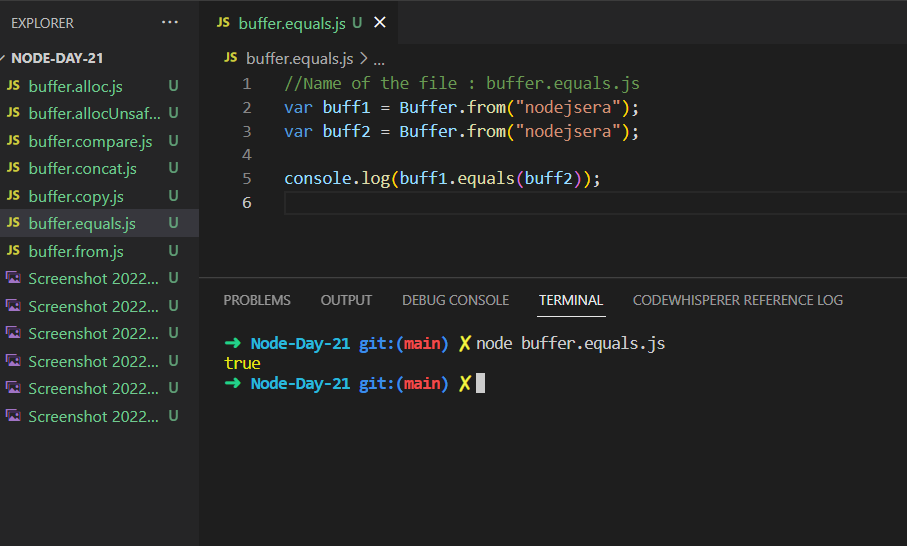 EXPLORER ...
NODE-DAY-21
JS buffer.alloc.js U
JS buffer.allocUnsaf... U
JS buffer.compare.js U
JS buffer.concat.js U
JS buffer.copy.js U
JS buffer.equals.js U
JS buffer.from.js U
Screenshot 2022... U
Screenshot 2022... U
Screenshot 2022... U
Screenshot 2022... U
Screenshot 2022... U
Screenshot 2022... U
JS buffer.equals.js U
JS buffer.equals.js > ...
1 //Name of the file : buffer.equals.js
2 var buff1 = Buffer.from("nodejsera");
3 var buff2 = Buffer.from("nodejsera");
4
5 console.log(buff1.equals(buff2));
6
PROBLEMS OUTPUT DEBUG CONSOLE TERMINAL CODEWHISPERER REFERENCE LOG
➜ Node-Day-21 git:(main) ✗ node buffer.equals.js
true
➜ Node-Day-21 git:(main) ✗